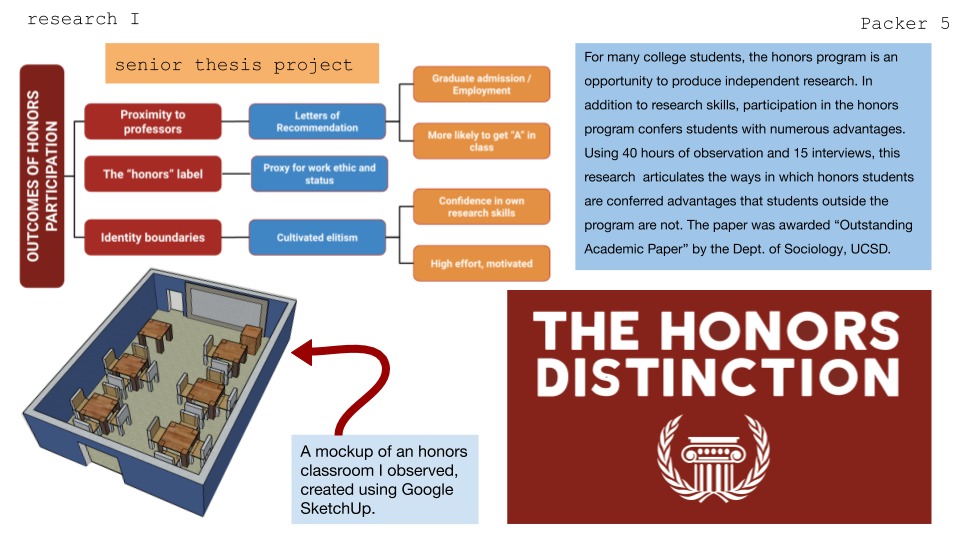 research I
Packer 5
senior thesis project
OUTCOMES OF HONORS
PARTICIPATION
Proximity to
professors
Letters of
Recommendation
Graduate admission /
Employment
More likely to get "A" in
class
The "honors" label
Proxy for work ethic and
status
Identity boundaries
Cultivated elitism
Confidence in own
research skills
High effort, motivated
For many college students, the honors program is an
opportunity to produce independent research. In
addition to research skills, participation in the honors
program confers students with numerous advantages.
Using 40 hours of observation and 15 interviews, this
research  articulates the ways in which honors students
are conferred advantages that students outside the
program are not. The paper was awarded “Outstanding
Academic Paper” by the Dept. of Sociology, UCSD.
A mockup of an honors
classroom I observed,
created using Google
SketchUp.
THE HONORS
DISTINCTION